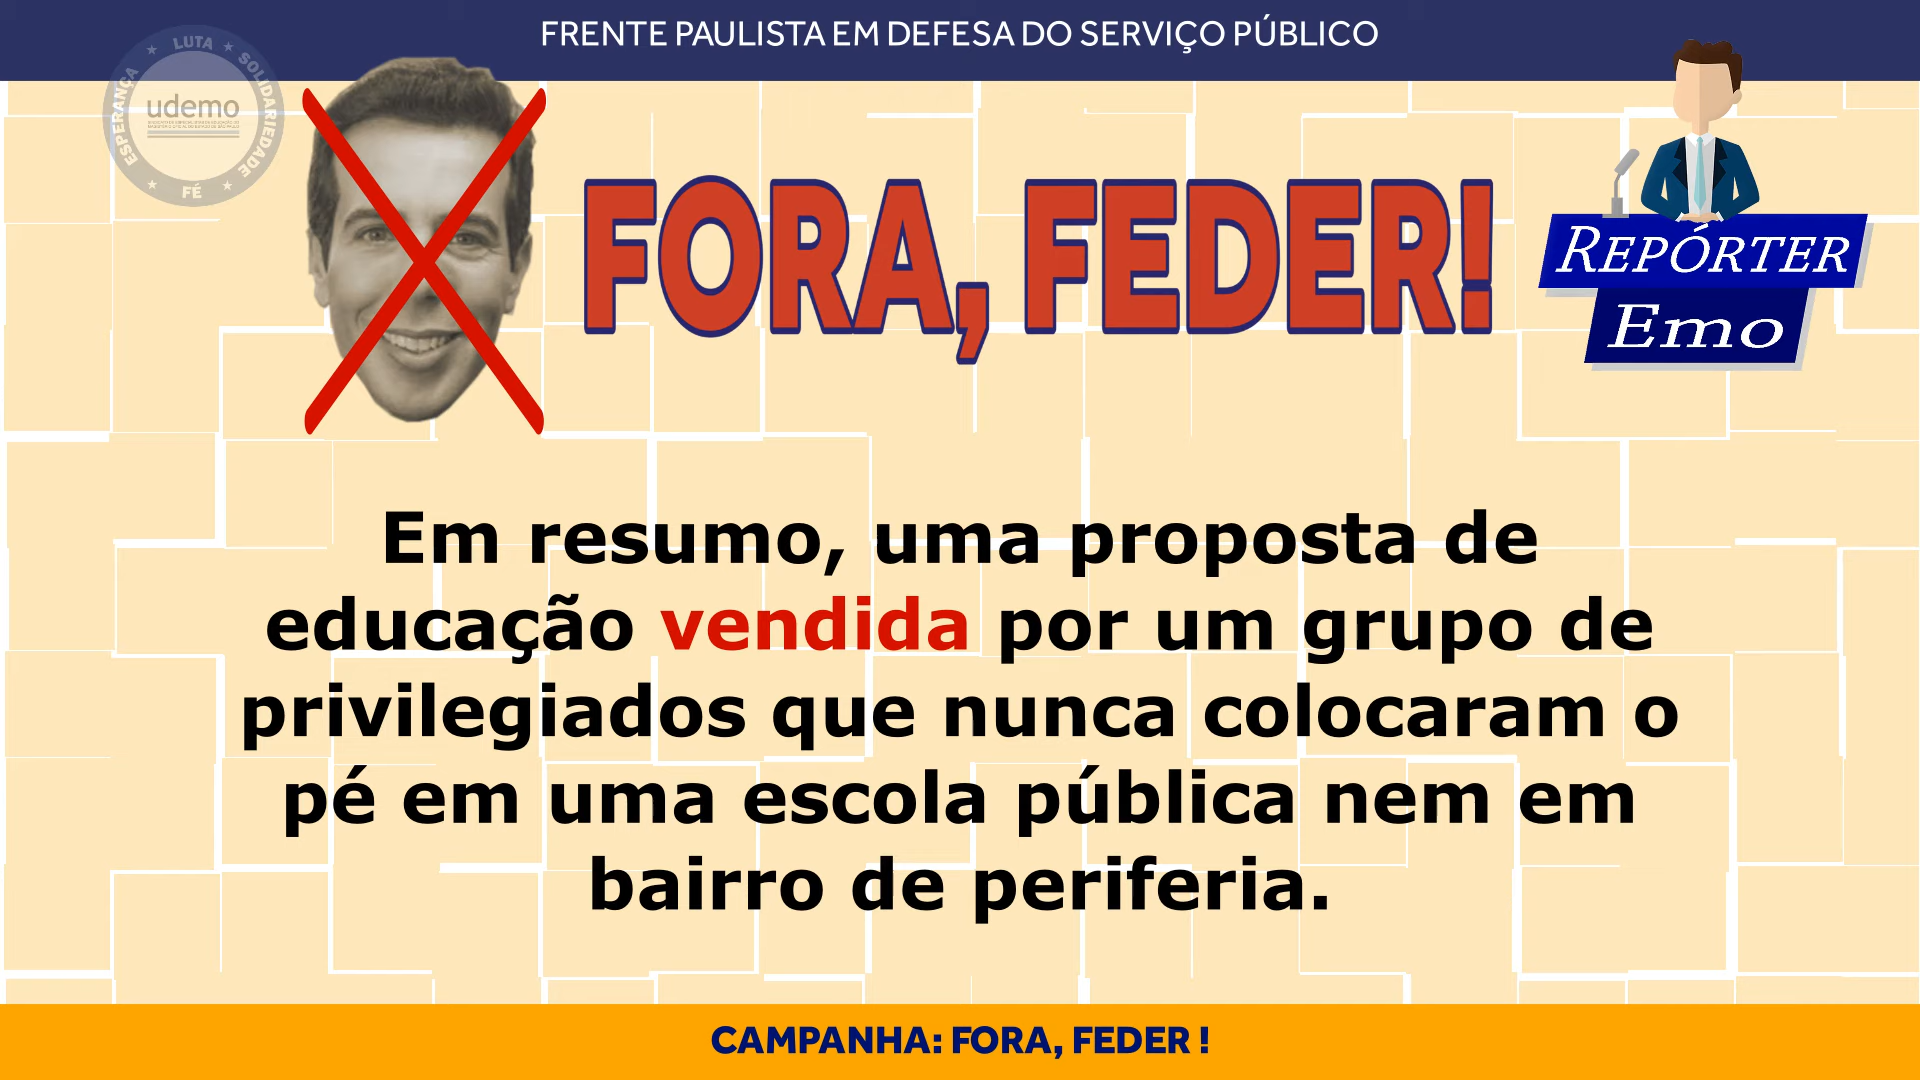 FRENTE PAULISTA EM DEFESA DO SERVIÇO PÚBLICO
LUTA
SOLIDARIEDADE
ESPERANÇA
FÉ
udemo
FORA, FEDER!
REPÓRTER
Emo
Em resumo, uma proposta de
educação vendida por um grupo de
privilegiados que nunca colocaram o
pé em uma escola pública nem em
bairro de periferia.
CAMPANHA: FORA, FEDER !